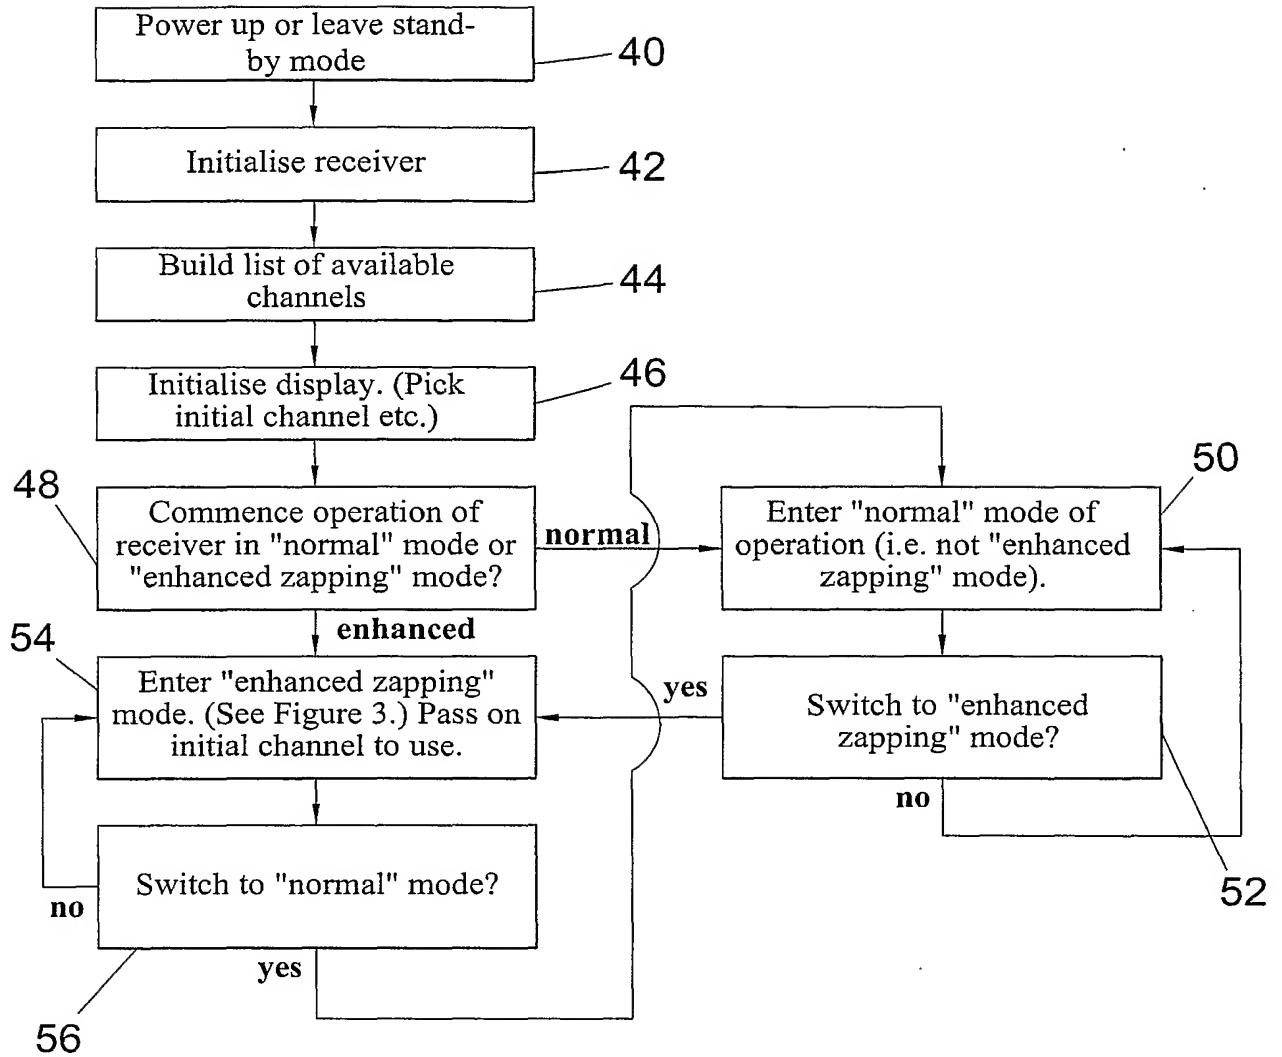 Power up or leave stand-
by mode
40
Initialise receiver
42
Build list of available
channels
44
Initialise display. (Pick
initial channel etc.)
46
48
Commence operation of
receiver in "normal" mode or
"enhanced zapping" mode?
normal
50
Enter "normal" mode of
operation (i.e. not "enhanced
zapping" mode).
enhanced
54
Enter "enhanced zapping"
mode. (See Figure 3.) Pass on
initial channel to use.
yes
Switch to "enhanced
zapping" mode?
no
52
Switch to "normal" mode?
no
yes
56